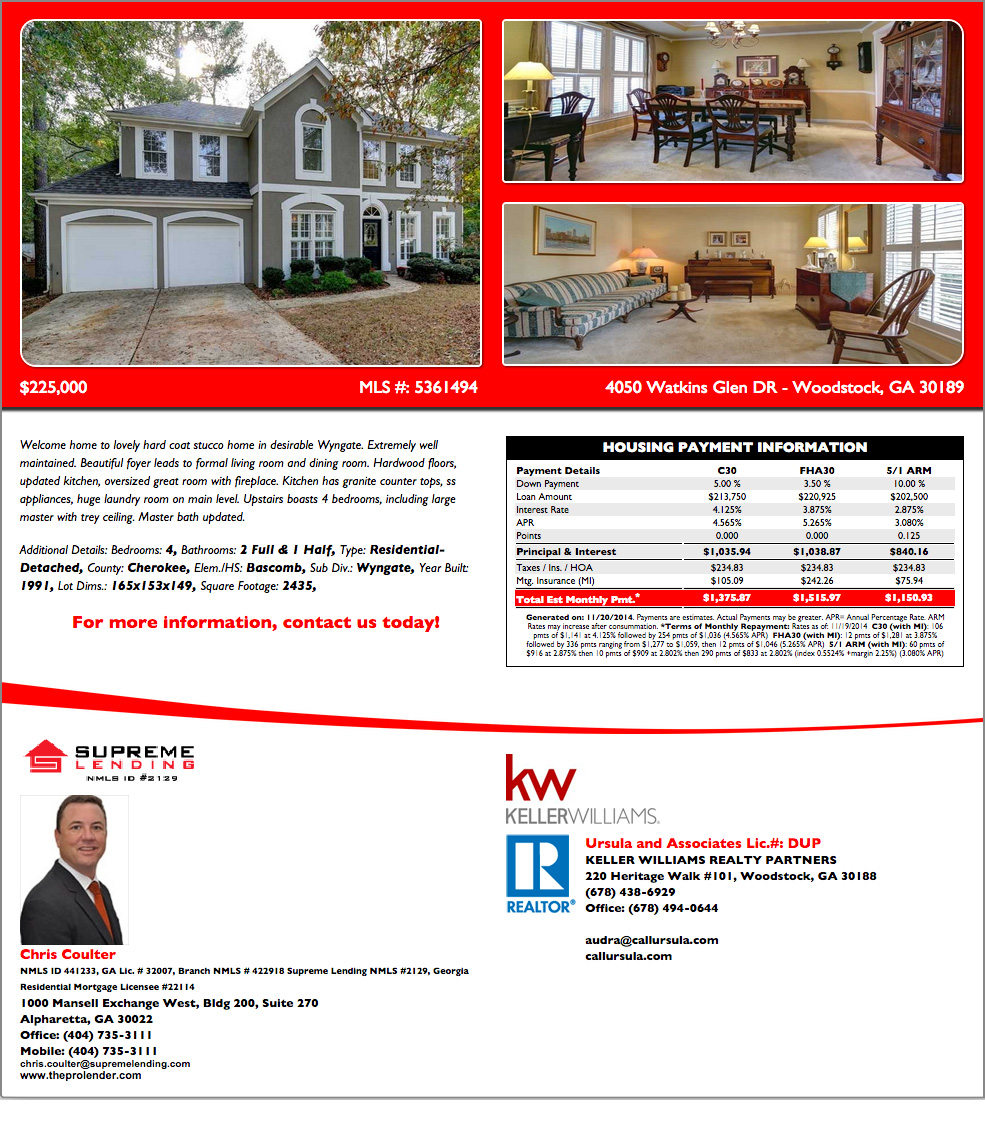 $225,000
MLS #: 5361494
4050 Watkins Glen DR - Woodstock, GA 30189
Welcome home to lovely hard coat stucco home in desirable Wyngate. Extremely well
maintained. Beautiful foyer leads to formal living room and dining room. Hardwood floors,
updated kitchen, oversized great room with fireplace. Kitchen has granite counter tops, ss
appliances, huge laundry room on main level. Upstairs boasts 4 bedrooms, including large
master with trey ceiling. Master bath updated.
Additional Details: Bedrooms: 4, Bathrooms: 2 Full & 1 Half, Type: Residential-
Detached, County: Cherokee, Elem./HS: Bascomb, Sub Div.: Wyngate, Year Built:
1991, Lot Dims.: 165x153x149, Square Footage: 2435,
For more information, contact us today!
HOUSING PAYMENT INFORMATION
Payment Details C30 FHA30 5/1 ARM
Down Payment 5.00 % 3.50 % 10.00 %
Loan Amount $213,750 $220,925 $202,500
Interest Rate 4.125% 3.875% 2.875%
APR 4.565% 5.265% 3.080%
Points 0.000 0.000 0.125
Principal & Interest $1,035.94 $1,038.87 $840.16
Taxes / Ins. / HOA $234.83 $234.83 $234.83
Mtg. Insurance (MI) $105.09 $242.26 $75.94
Total Est Monthly Pmt.* $1,375.87 $1,515.97 $1,150.93
Generated on: 11/20/2014. Payments are estimates. Actual Payments may be greater. APR= Annual Percentage Rate. ARM
Rates may increase after consummation. *Terms of Monthly Repayment: Rates as of: 11/19/2014 C30 (with MI): 106
pmts of $1,141 at 4.125% followed by 254 pmts of $1,036 (4.565% APR) FHA30 (with MI): 12 pmts of $1,281 at 3.875%
followed by 336 pmts ranging from $1,277 to $1,059, then 12 pmts of $1,046 (5.265% APR) 5/1 ARM (with MI): 60 pmts of
$916 at 2.875% then 10 pmts of $909 at 2.802% then 290 pmts of $833 at 2.802% (index 0.5524% +margin 2.25%) (3.080% APR)
SUPREME
LENDING
NMLS ID #2129
Chris Coulter
NMLS ID 441233, GA Lic. # 32007, Branch NMLS # 422918 Supreme Lending NMLS #2129, Georgia
Residential Mortgage Licensee #22114
1000 Mansell Exchange West, Bldg 200, Suite 270
Alpharetta, GA 30022
Office: (404) 735-3111
Mobile: (404) 735-3111
chris.coulter@supremelending.com
www.theprolender.com
kw
KELLERWILLIAMS.
R
REALTOR®
Ursula and Associates Lic.#: DUP
KELLER WILLIAMS REALTY PARTNERS
220 Heritage Walk #101, Woodstock, GA 30188
(678) 438-6929
Office: (678) 494-0644
audra@callursula.com
callursula.com